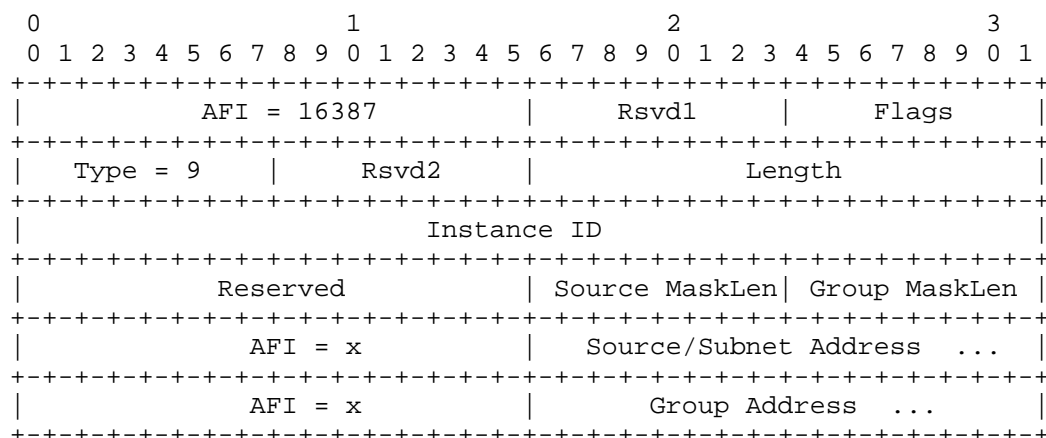 0                   1                   2                   3
0 1 2 3 4 5 6 7 8 9 0 1 2 3 4 5 6 7 8 9 0 1 2 3 4 5 6 7 8 9 0 1
+-+-+-+-+-+-+-+-+-+-+-+-+-+-+-+-+-+-+-+-+-+-+-+-+-+-+-+-+-+-+-+-+
|           AFI = 16387         |     Rsvd1     |     Flags     |
+-+-+-+-+-+-+-+-+-+-+-+-+-+-+-+-+-+-+-+-+-+-+-+-+-+-+-+-+-+-+-+-+
|   Type = 9    |     Rsvd2     |             Length            |
+-+-+-+-+-+-+-+-+-+-+-+-+-+-+-+-+-+-+-+-+-+-+-+-+-+-+-+-+-+-+-+-+
|                         Instance ID                           |
+-+-+-+-+-+-+-+-+-+-+-+-+-+-+-+-+-+-+-+-+-+-+-+-+-+-+-+-+-+-+-+-+
|            Reserved           | Source MaskLen| Group MaskLen |
+-+-+-+-+-+-+-+-+-+-+-+-+-+-+-+-+-+-+-+-+-+-+-+-+-+-+-+-+-+-+-+-+
|              AFI = x          |   Source/Subnet Address  ...  |
+-+-+-+-+-+-+-+-+-+-+-+-+-+-+-+-+-+-+-+-+-+-+-+-+-+-+-+-+-+-+-+-+
|              AFI = x          |       Group Address  ...      |
+-+-+-+-+-+-+-+-+-+-+-+-+-+-+-+-+-+-+-+-+-+-+-+-+-+-+-+-+-+-+-+-+